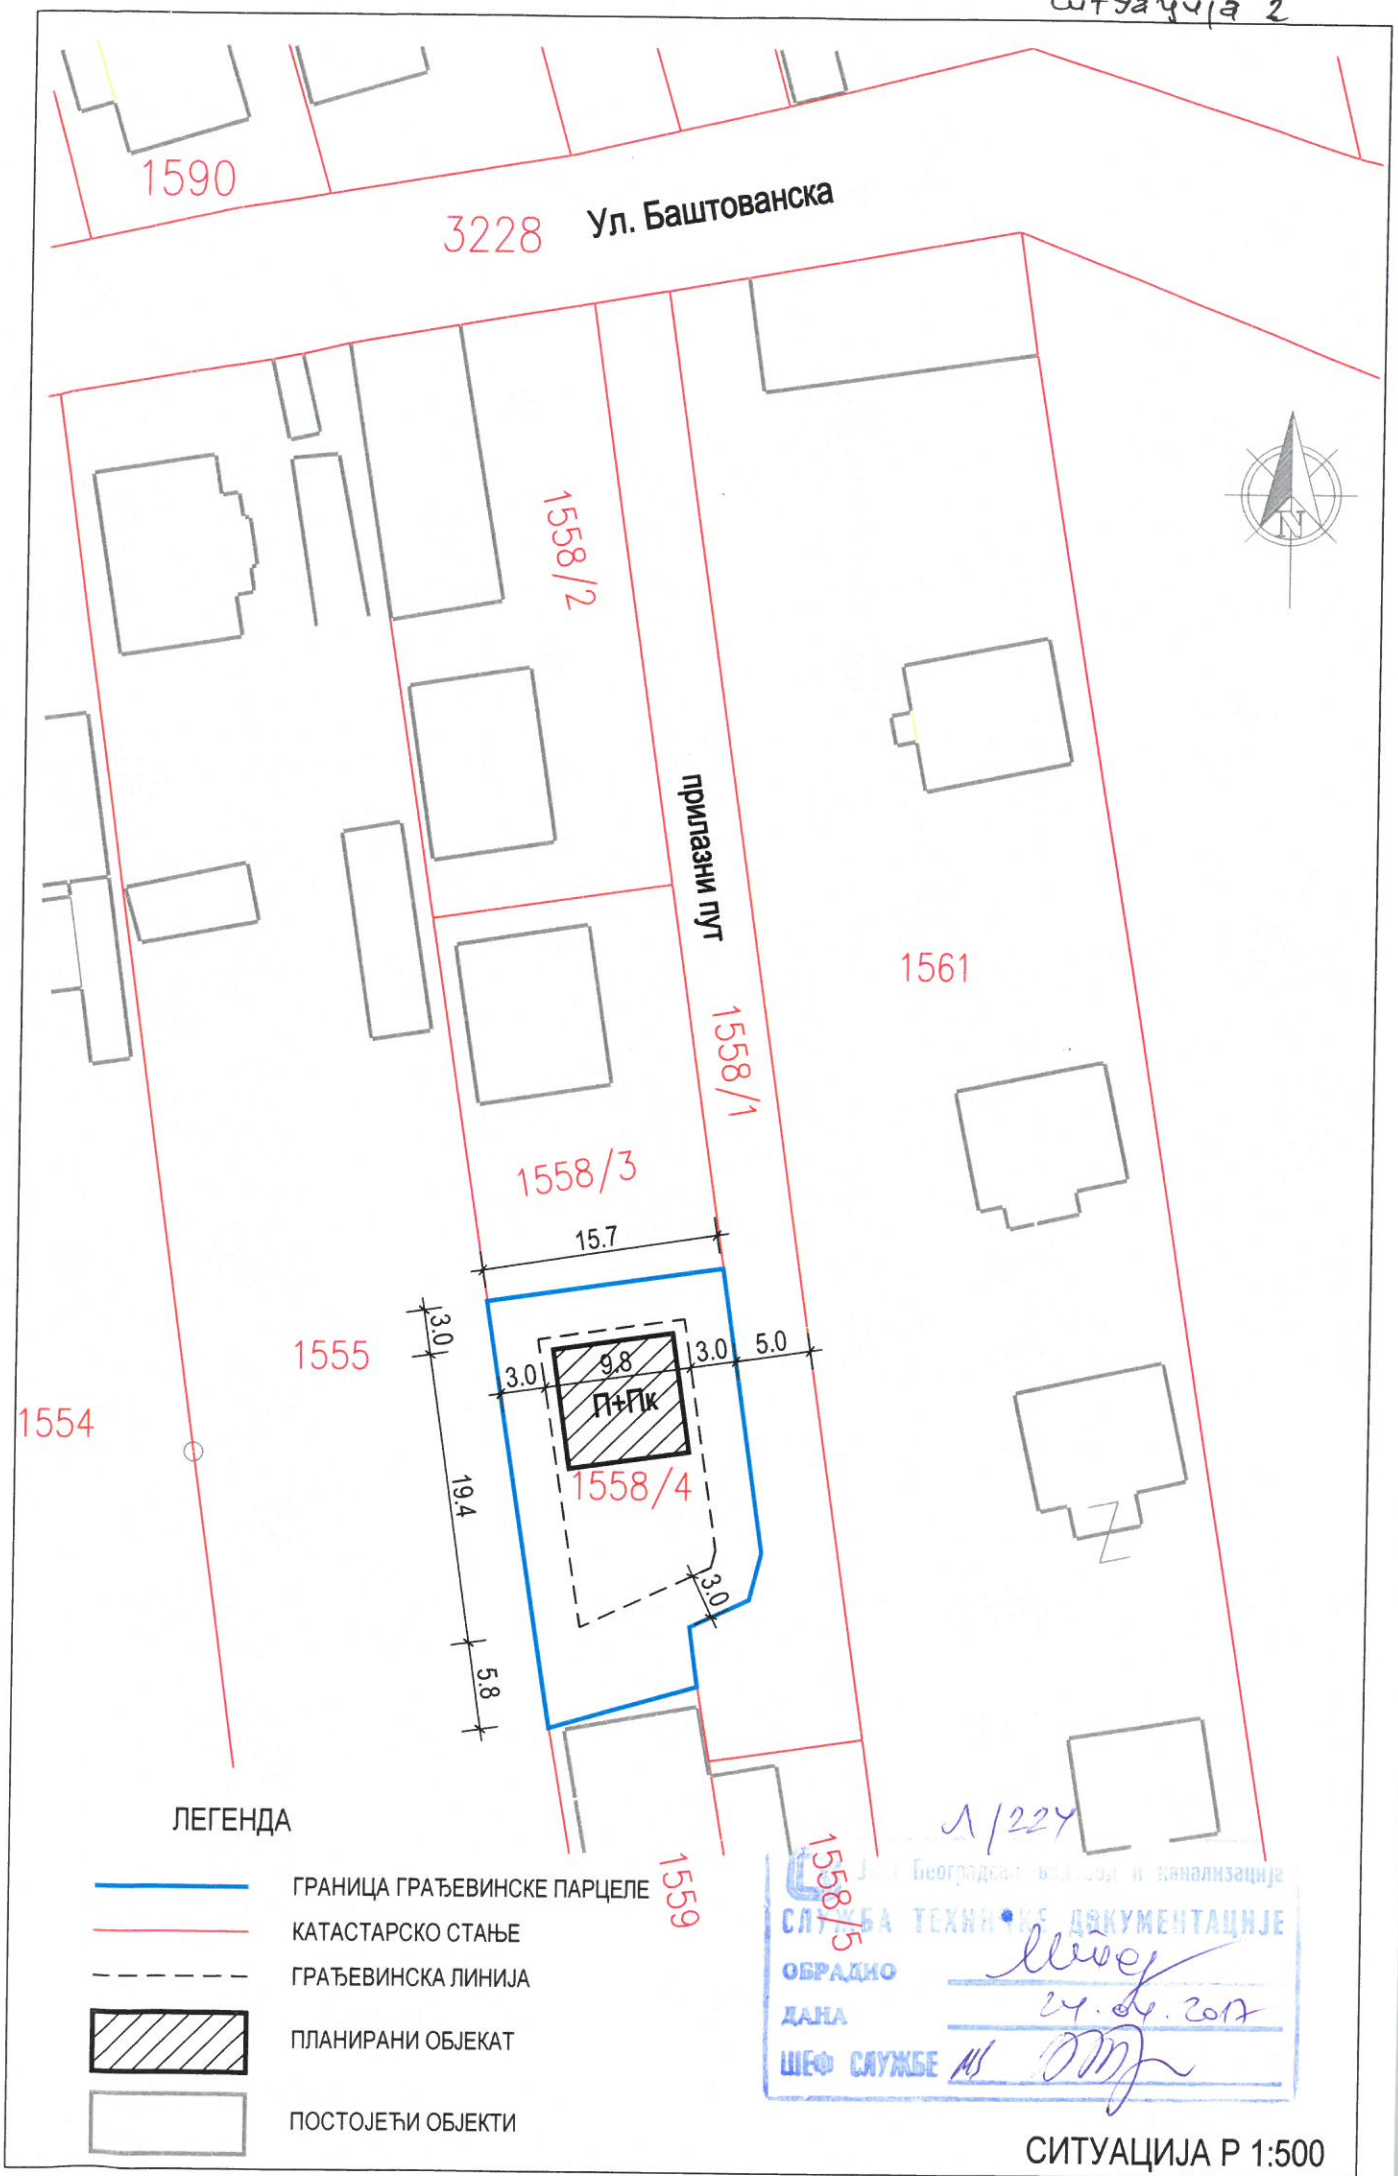 ситуација 2
1590
3228
Ул. Баштованска
1558/2
прилазни пут
1561
1558/1
1558/3
15.7
3.0
1555
3.0
9.8
3.0
5.0
П+Пк
1554
19.4
1558/4
3.0
5.8
N
ЛЕГЕНДА
ГРАНИЦА ГРАЂЕВИНСКЕ ПАРЦЕЛЕ
КАТАСТАРСКО СТАЊЕ
ГРАЂЕВИНСКА ЛИНИЈА
ПЛАНИРАНИ ОБЈЕКАТ
ПОСТОЈЕЋИ ОБЈЕКТИ
1559
1558/5
Л/224
Београдски водовод и канализација
СЛУЖБА ТЕХНИЧКЕ ДОКУМЕНТАЦИЈЕ
ОБРАДИО
ДАНА 24.04.2017
ШЕФ СЛУЖБЕ
СИТУАЦИЈА Р 1:500